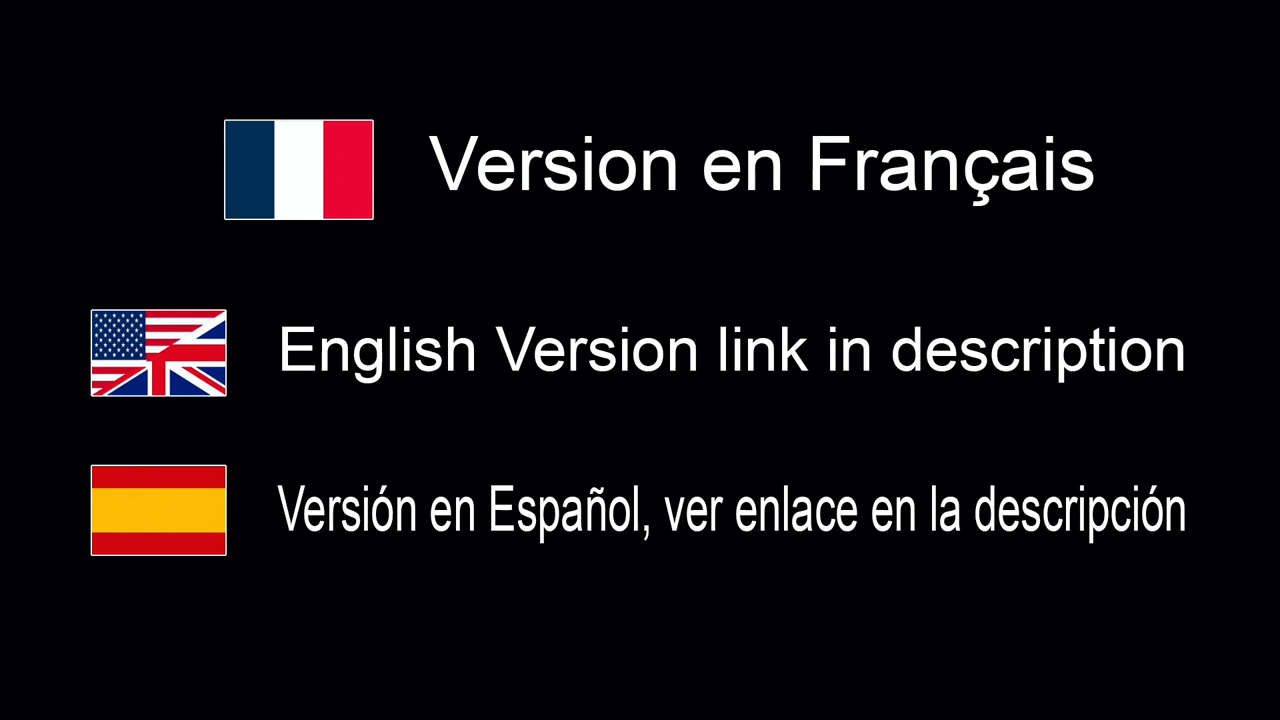 Version en Français
English Version link in description
Versión en Español, ver enlace en la descripción